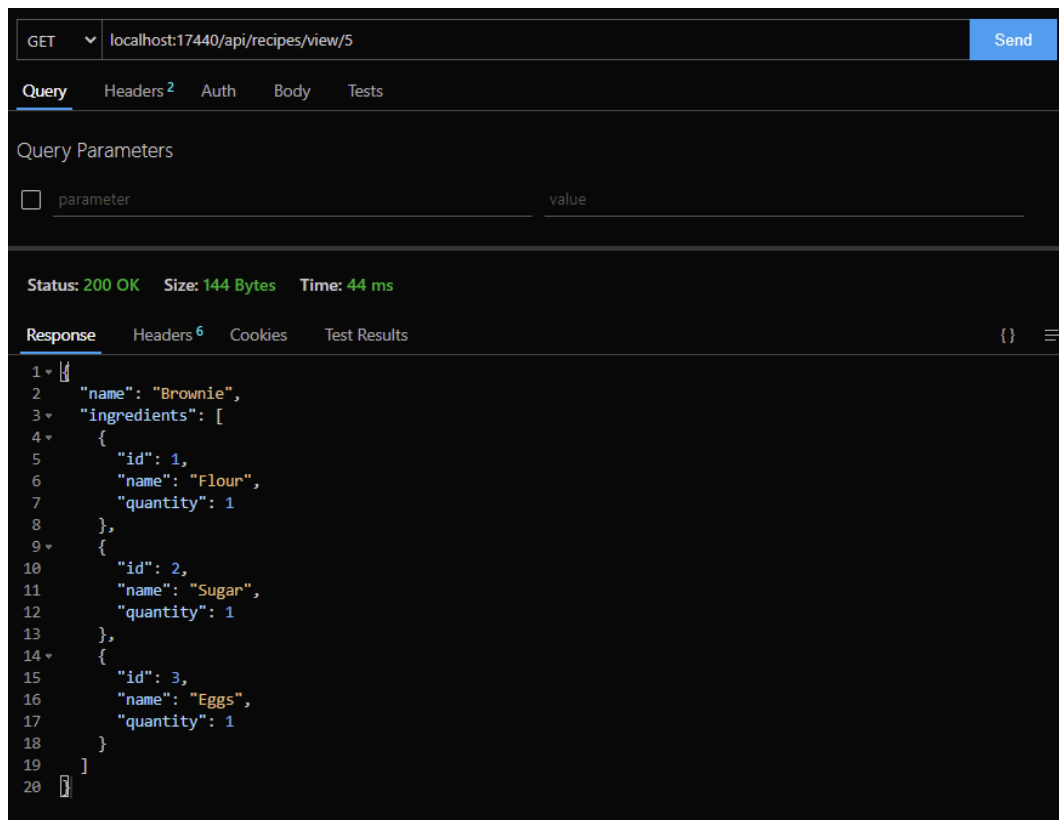 GET localhost:17440/api/recipes/view/5 Send
Query Headers 2 Auth Body Tests
Query Parameters
parameter value
Status: 200 OK Size: 144 Bytes Time: 44 ms
Response Headers 6 Cookies Test Results {}
1 {
2 "name": "Brownie",
3 "ingredients": [
4 {
5 "id": 1,
6 "name": "Flour",
7 "quantity": 1
8 },
9 {
10 "id": 2,
11 "name": "Sugar",
12 "quantity": 1
13 },
14 {
15 "id": 3,
16 "name": "Eggs",
17 "quantity": 1
18 }
19 ]
20 }